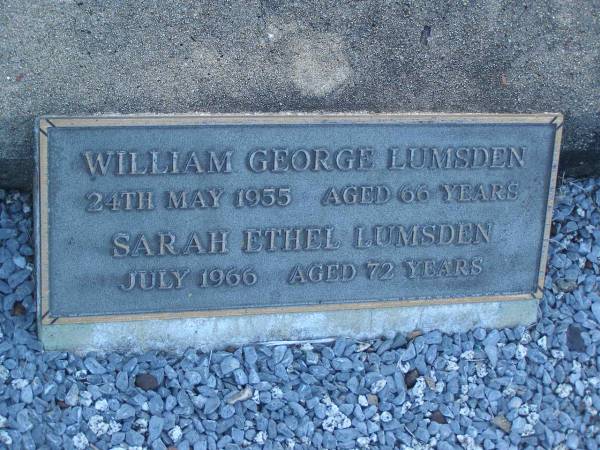 WILLIAM GEORGE LUMSDEN
24TH MAY 1955 AGED 66 YEARS
SARAH ETHEL LUMSDEN
JULY 1966 AGED 72 YEARS